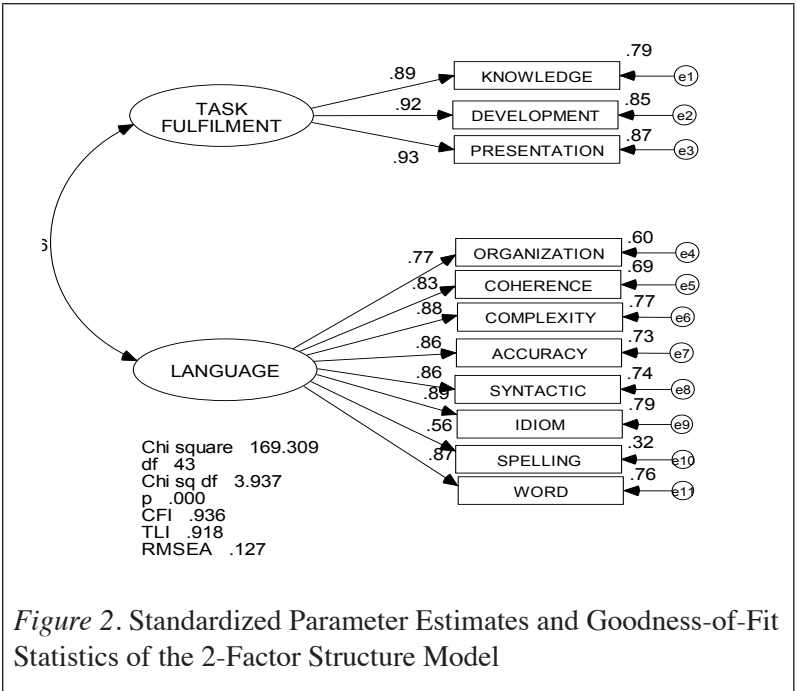 .79
.89
KNOWLEDGE
e1
TASK
FULFILMENT
.92
.85
DEVELOPMENT
e2
.87
PRESENTATION
e3
.93
.60
ORGANIZATION
e4
.77
.69
COHERENCE
e5
.83
.77
COMPLEXITY
e6
.88
.73
ACCURACY
e7
.86
LANGUAGE
.74
SYNTACTIC
e8
.86
.79
IDIOM
e9
.89
.32
SPELLING
e10
.56
.76
WORD
e11
.87
Chi square 169.309
df 43
Chi sq df 3.937
p .000
CFI .936
TLI .918
RMSEA .127
Figure 2. Standardized Parameter Estimates and Goodness-of-Fit
Statistics of the 2-Factor Structure Model